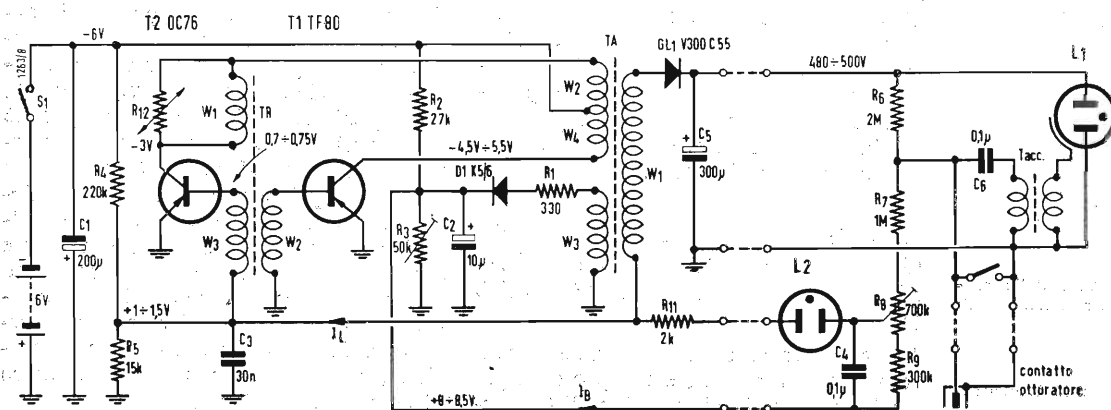 T2 OC76
T1 TF80
1263/8
S1
-6V
R12
W1
TR
-3V
0,7÷0,75V
R4
220k
C1
200µ
W3
W2
R2
27k
TA
W2
W4
-4,5V÷5,5V
D1 K5/6
R1
330
R3
50k
C2
10µ
W3
W1
GL1 V300 C55
C5
300µ
480÷500V
L1
R6
2M
0,1µ
C6
Tacc.
R7
1M
6V
+1÷1,5V
R5
15k
C3
30n
IL
R11
2k
L2
R8
700k
C4
0,1µ
R9
300k
+8÷8,5V
IB
contatto
otturatore